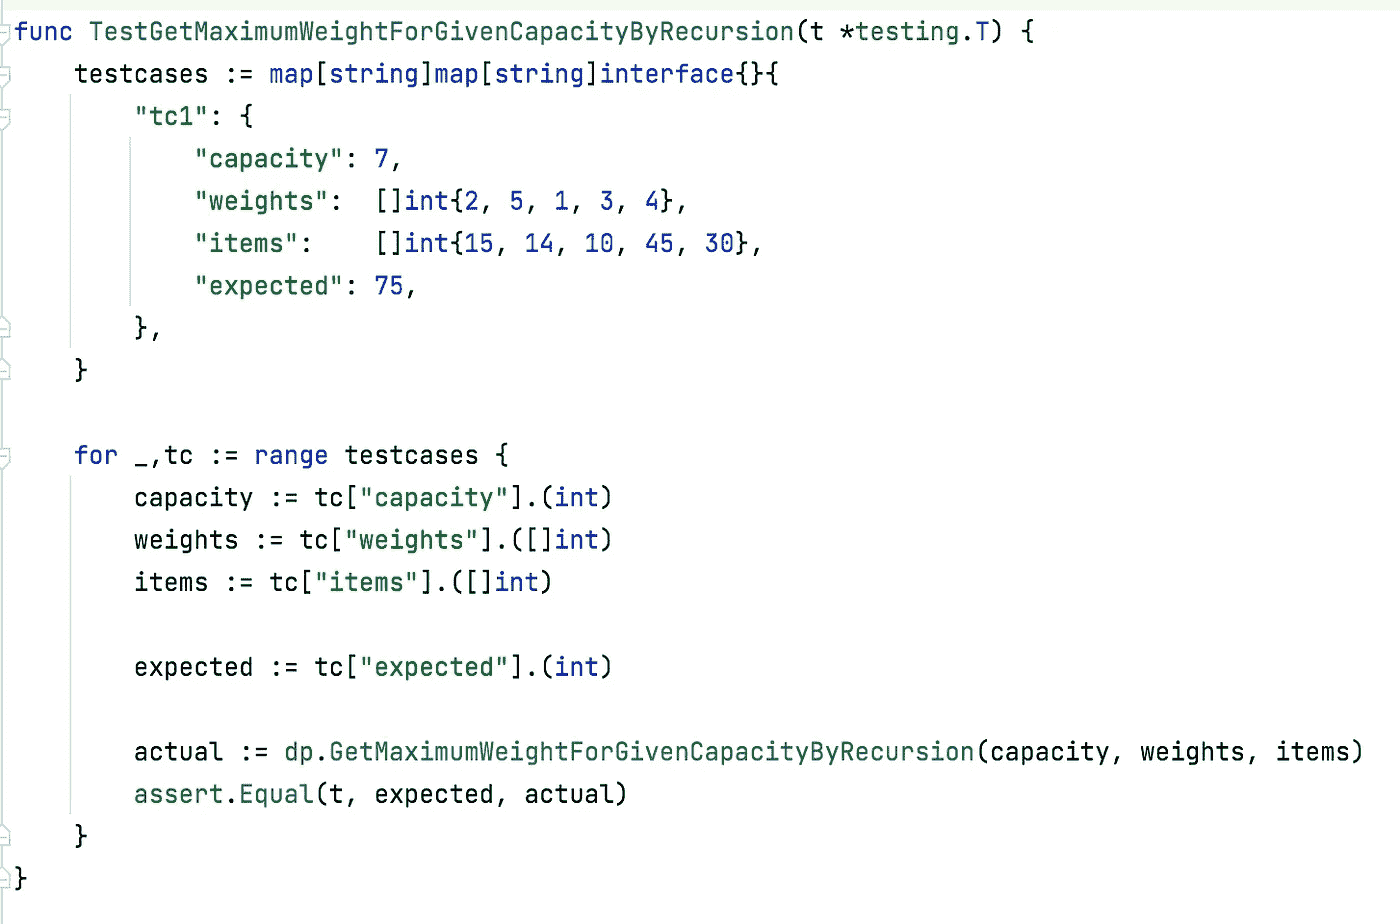 func TestGetMaximumWeightForGivenCapacityByRecursion(t *testing.T) {
    testcases := map[string]map[string]interface{}{
        "tc1": {
            "capacity": 7,
            "weights":  []int{2, 5, 1, 3, 4},
            "items":    []int{15, 14, 10, 45, 30},
            "expected": 75,
        },
    }

    for _,tc := range testcases {
        capacity := tc["capacity"].(int)
        weights := tc["weights"].([]int)
        items := tc["items"].([]int)

        expected := tc["expected"].(int)

        actual := dp.GetMaximumWeightForGivenCapacityByRecursion(capacity, weights, items)
        assert.Equal(t, expected, actual)
    }
}